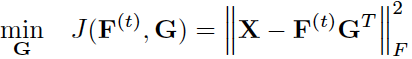 min_G J(F^(t), G) = ‖X − F^(t)G^T‖_F^2